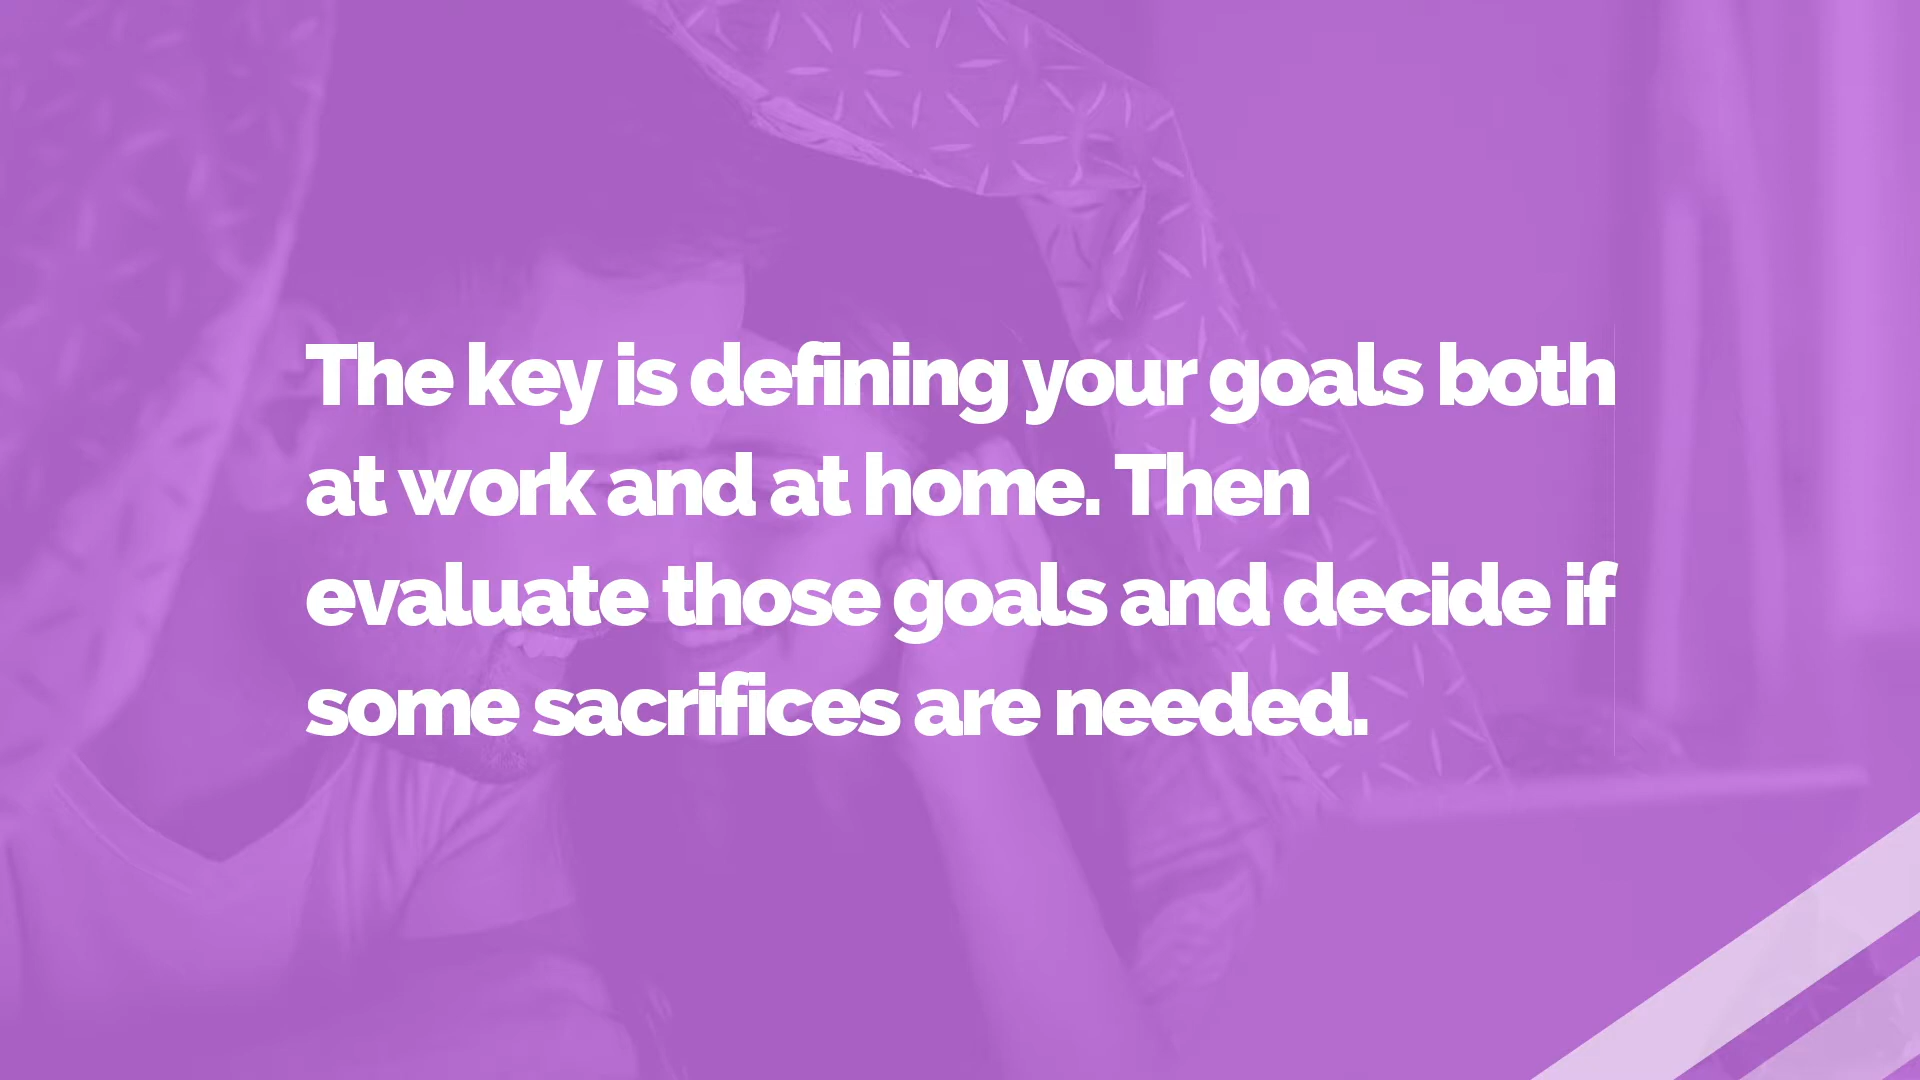 The key is defining your goals both
at work and at home. Then
evaluate those goals and decide if
some sacrifices are needed.